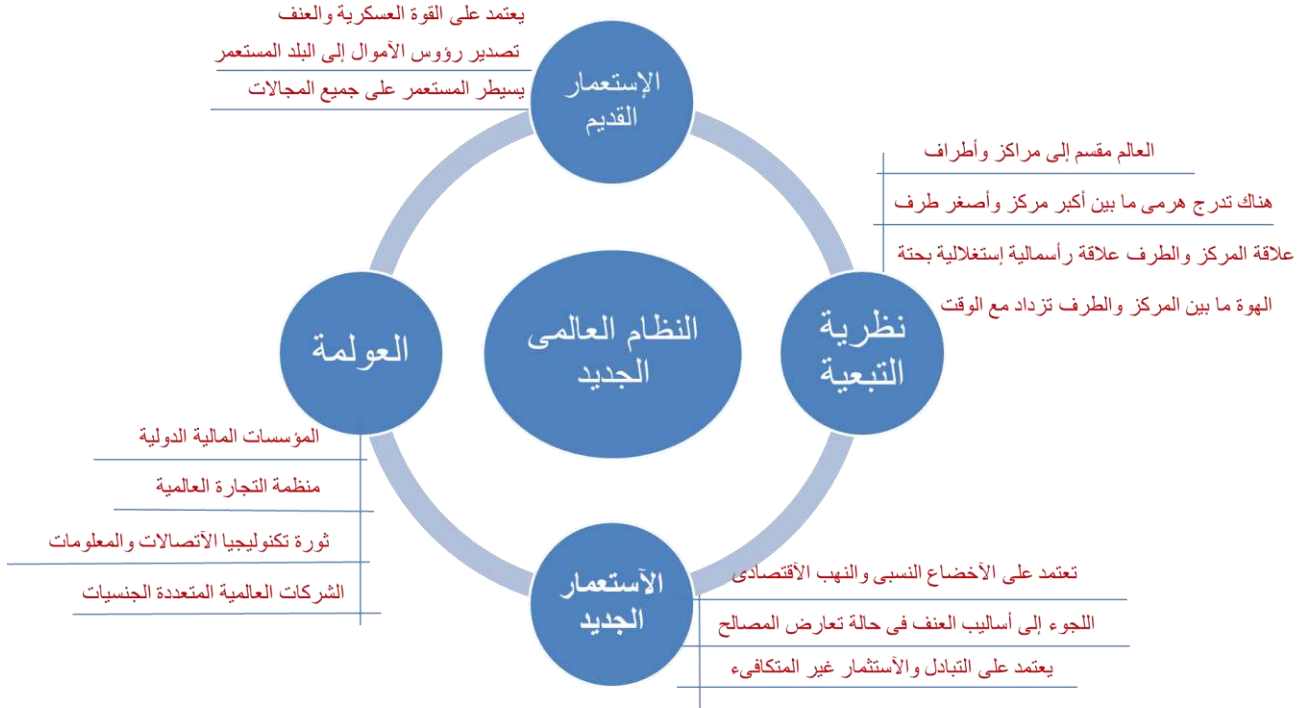 يعتمد على القوة العسكرية والعنف
تصدير رؤوس الآموال إلى البلد المستعمر
يسيطر المستعمر على جميع المجالات
الإستعمار
القديم
العالم مقسم إلى مراكز وأطراف
هناك تدرج هرمى ما بين أكبر مركز وأصغر طرف
علاقة المركز والطرف علاقة رأسمالية إستغلالية بحتة
الهوة ما بين المركز والطرف تزداد مع الوقت
نظرية
التبعية
النظام العالمى
الجديد
العولمة
المؤسسات المالية الدولية
منظمة التجارة العالمية
ثورة تكنوليجيا الآتصالات والمعلومات
الشركات العالمية المتعددة الجنسيات
الآستعمار
الجديد
تعتمد على الآخضاع النسبى والنهب الآقتصادى
اللجوء إلى أساليب العنف فى حالة تعارض المصالح
يعتمد على التبادل والآستثمار غير المتكافىء